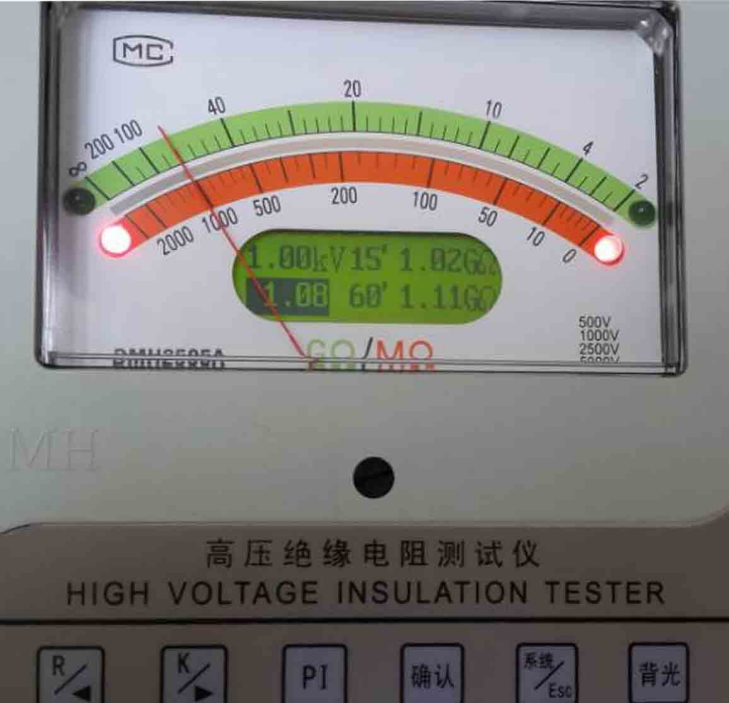 MC
∞ 200 100 40 20 10 4 2
2000 1000 500 200 100 50 10 0
1.00kV 15' 1.02GΩ
1.08 60' 1.11GΩ
500V
1000V
2500V
5000V
GΩ/MΩ
MH
高压绝缘电阻测试仪
HIGH VOLTAGE INSULATION TESTER
R/◀ K/▶ PI 确认 系统/Esc 背光